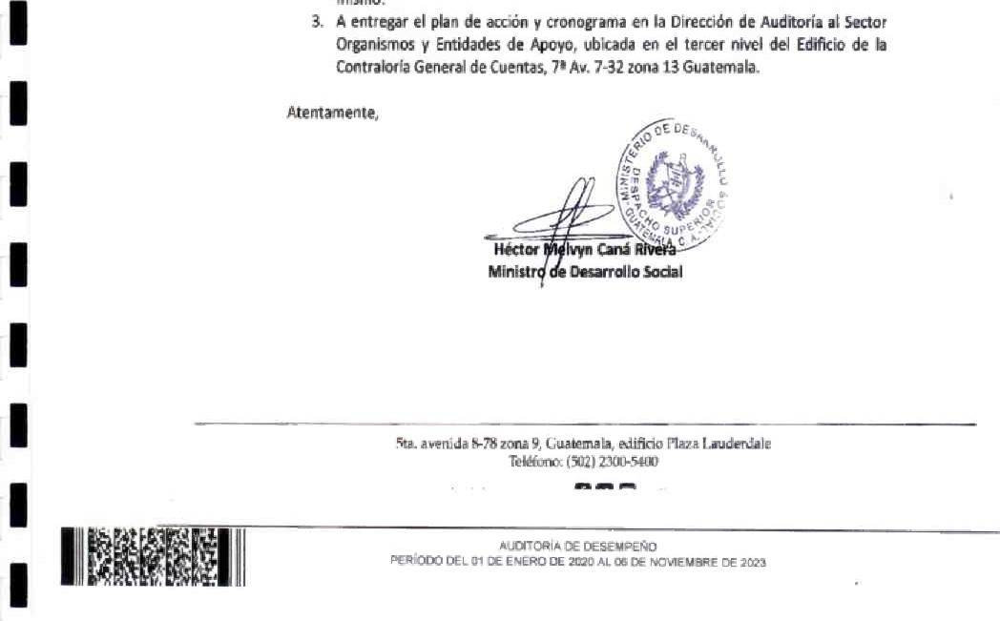 mismo.
3. A entregar el plan de acción y cronograma en la Dirección de Auditoría al Sector
Organismos y Entidades de Apoyo, ubicada en el tercer nivel del Edificio de la
Contraloría General de Cuentas, 7ª Av. 7-32 zona 13 Guatemala.
Atentamente,
MINISTERIO DE DESARROLLO SOCIAL
DESPACHO SUPERIOR
GUATEMALA, C. A.
Héctor Melvyn Caná Rivera
Ministro de Desarrollo Social
5ta. avenida 8-78 zona 9, Guatemala, edificio Plaza Lauderdale
Teléfono: (502) 2300-5400
AUDITORÍA DE DESEMPEÑO
PERÍODO DEL 01 DE ENERO DE 2020 AL 06 DE NOVIEMBRE DE 2023